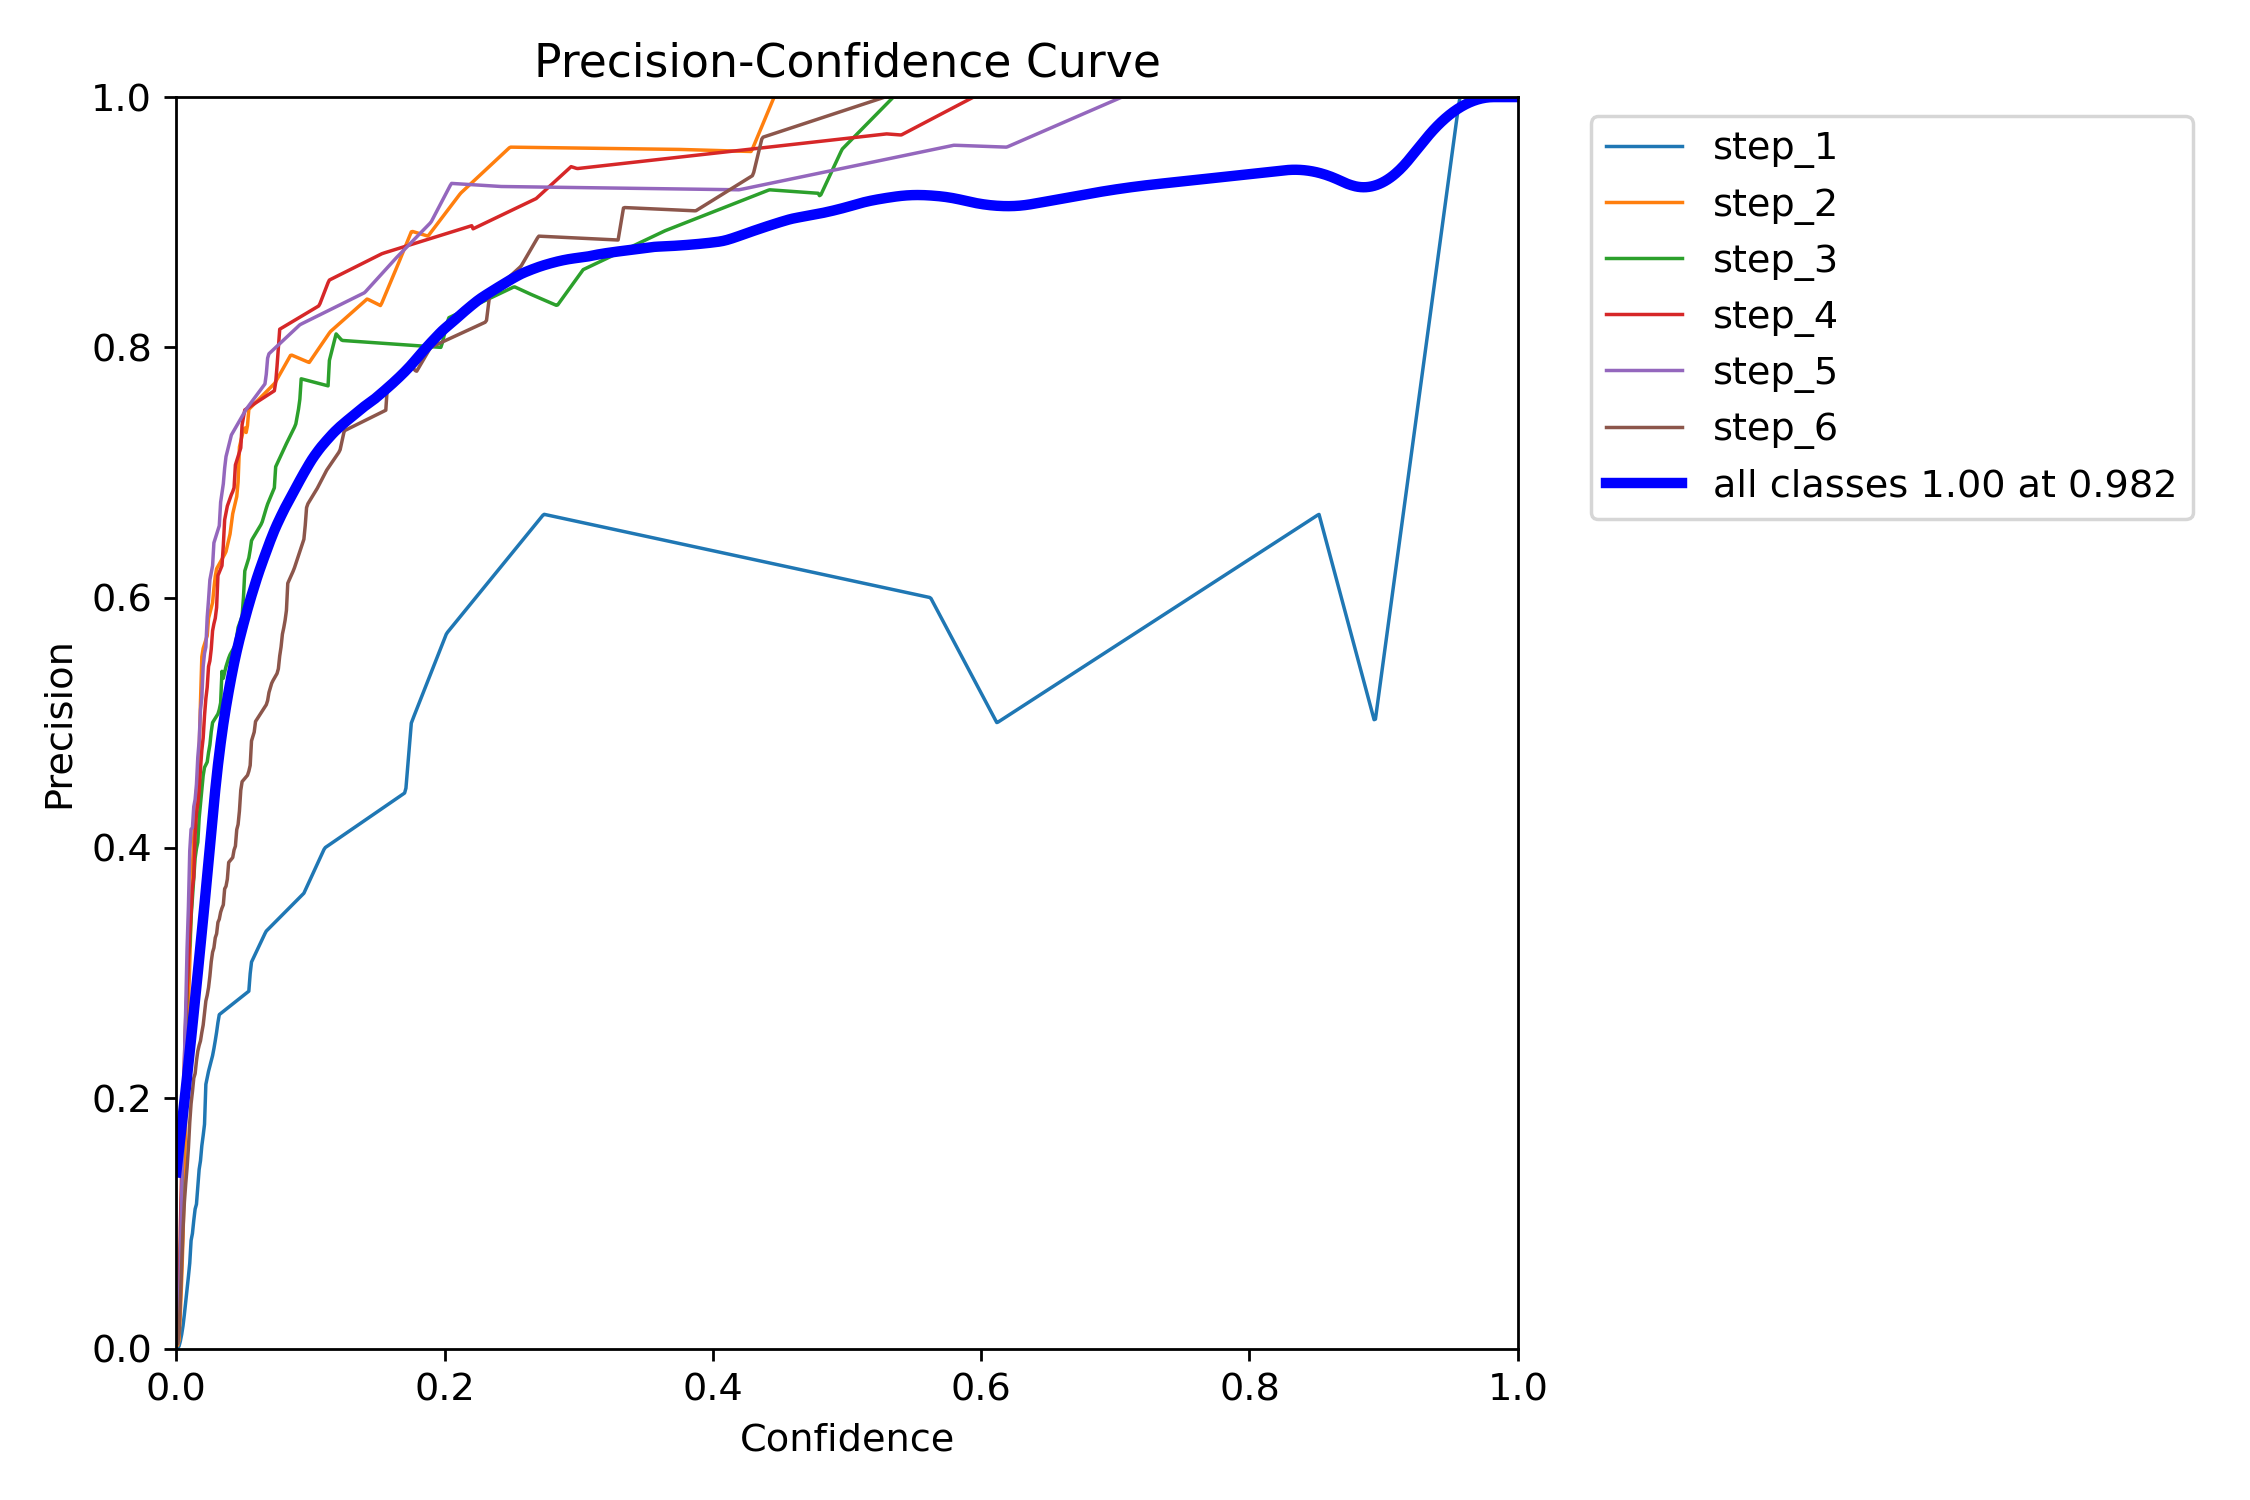 Precision-Confidence Curve
1.0
0.8
0.6
0.4
0.2
0.0
Precision
0.0 0.2 0.4 0.6 0.8 1.0
Confidence
step_1
step_2
step_3
step_4
step_5
step_6
all classes 1.00 at 0.982